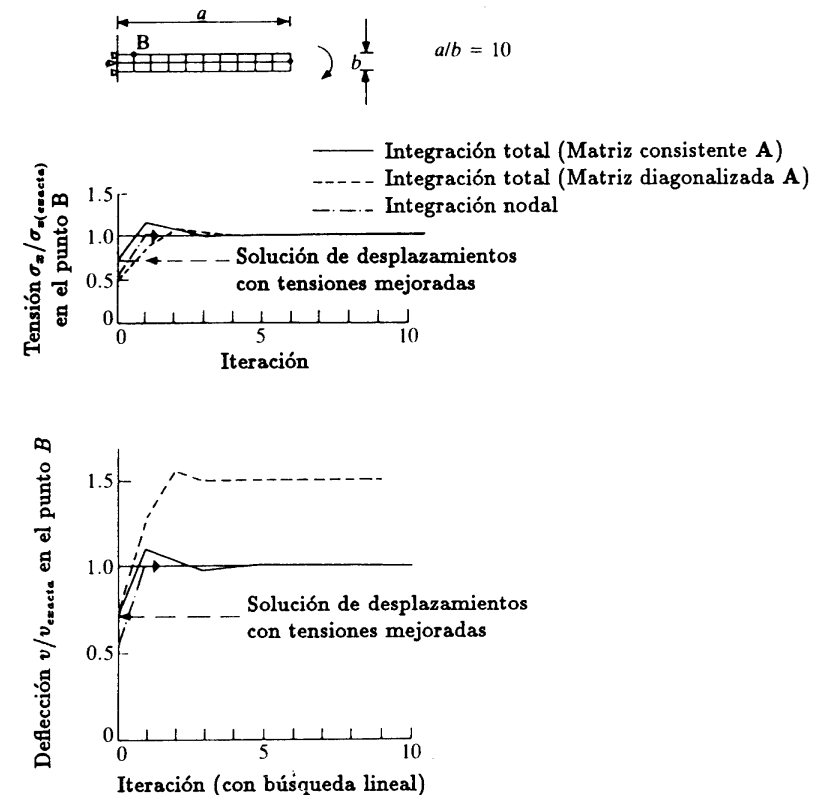 a
B
b
a/b = 10
Integración total (Matriz consistente A)
Integración total (Matriz diagonalizada A)
Integración nodal
Tensión σx/σx(exacta)
en el punto B
1.5
1.0
0.5
0
Solución de desplazamientos
con tensiones mejoradas
0
5
10
Iteración
Deflección v/vexacta en el punto B
1.5
1.0
0.5
0
Solución de desplazamientos
con tensiones mejoradas
0
5
10
Iteración (con búsqueda lineal)